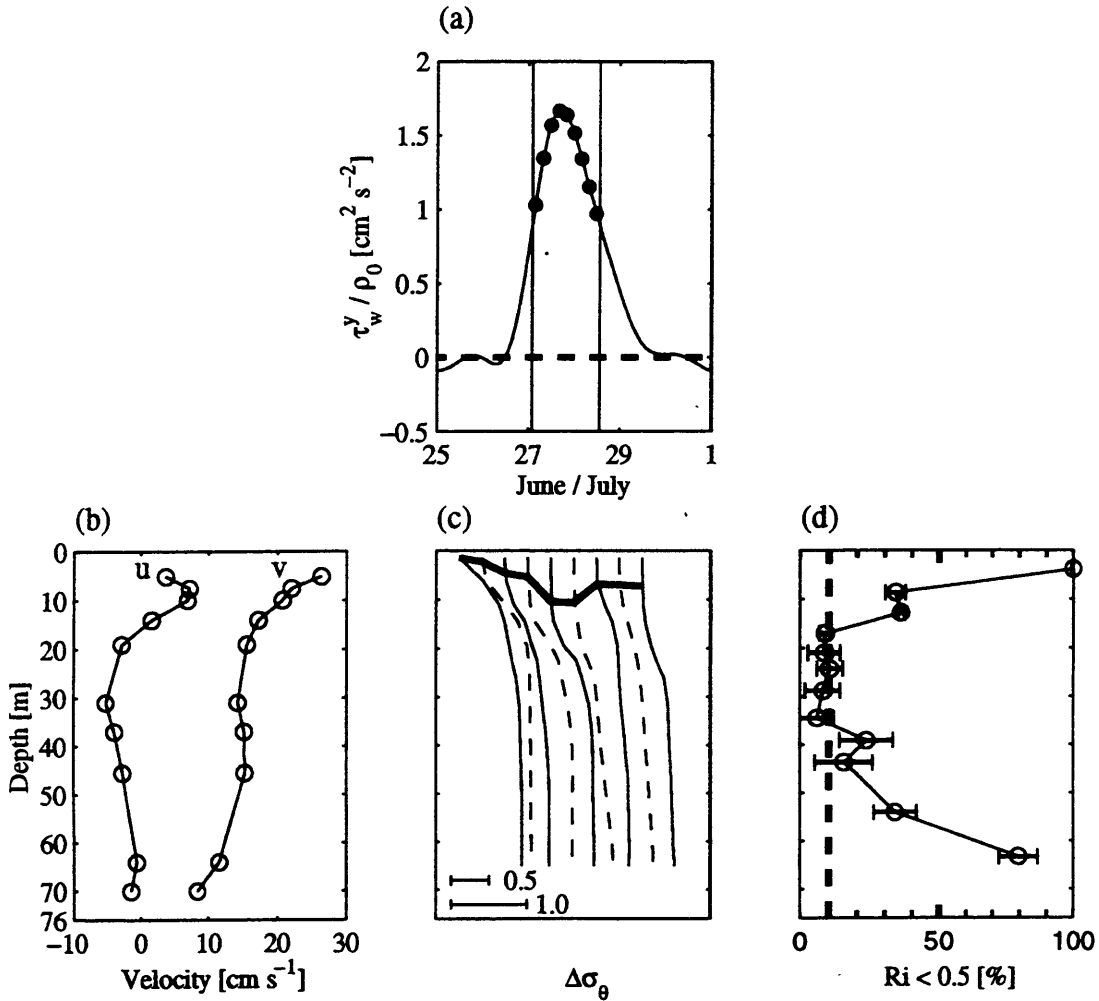 (a)
2
1.5
1
0.5
0
−0.5
τ_w^y / ρ_0 [cm^2 s^−2]
25 27 29 1
June / July
(b) (c) (d)
0
10
20
30
40
50
60
70
76
Depth [m]
u v
0.5
1.0
−10 0 10 20 30
Velocity [cm s^−1]
Δσ_θ
0 50 100
Ri < 0.5 [%]